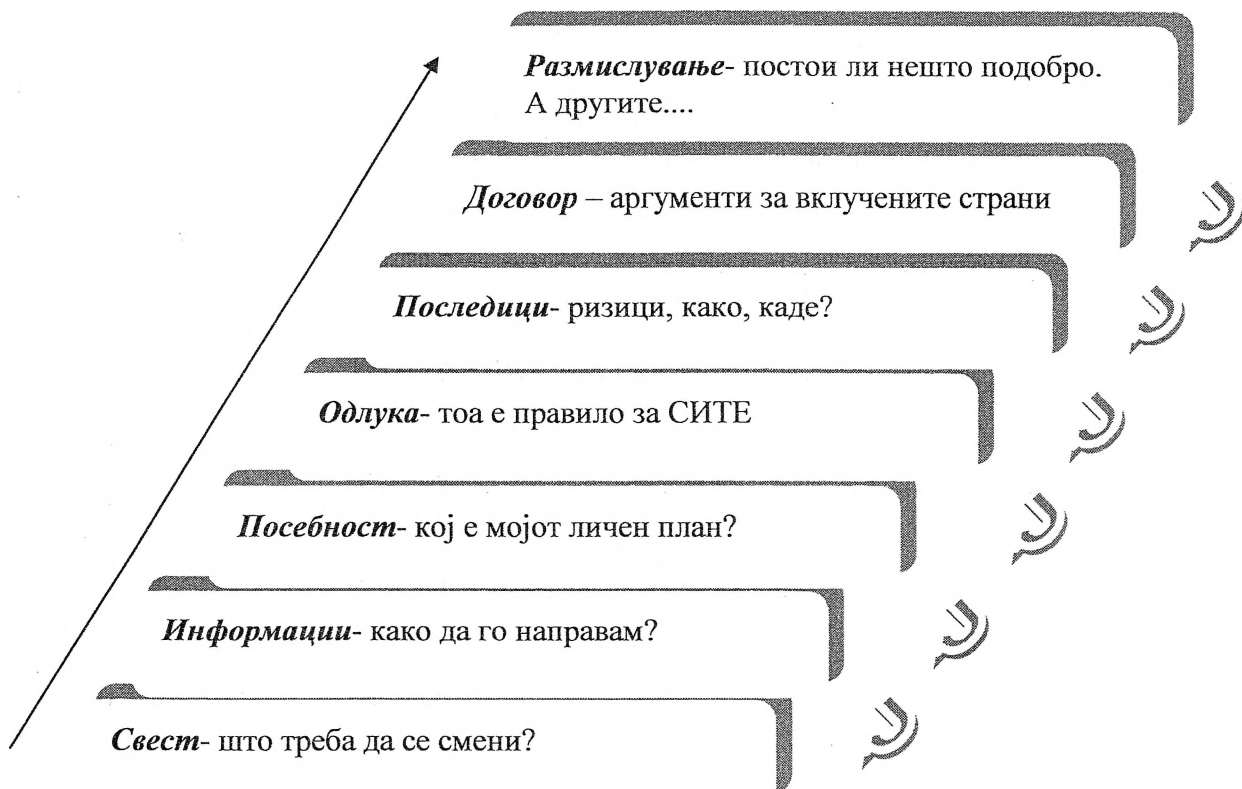 Размислување- постои ли нешто подобро.
А другите....
Договор – аргументи за вклучените страни
Последици- ризици, како, каде?
Одлука- тоа е правило за СИТЕ
Посебност- кој е мојот личен план?
Информации- како да го направам?
Свест- што треба да се смени?